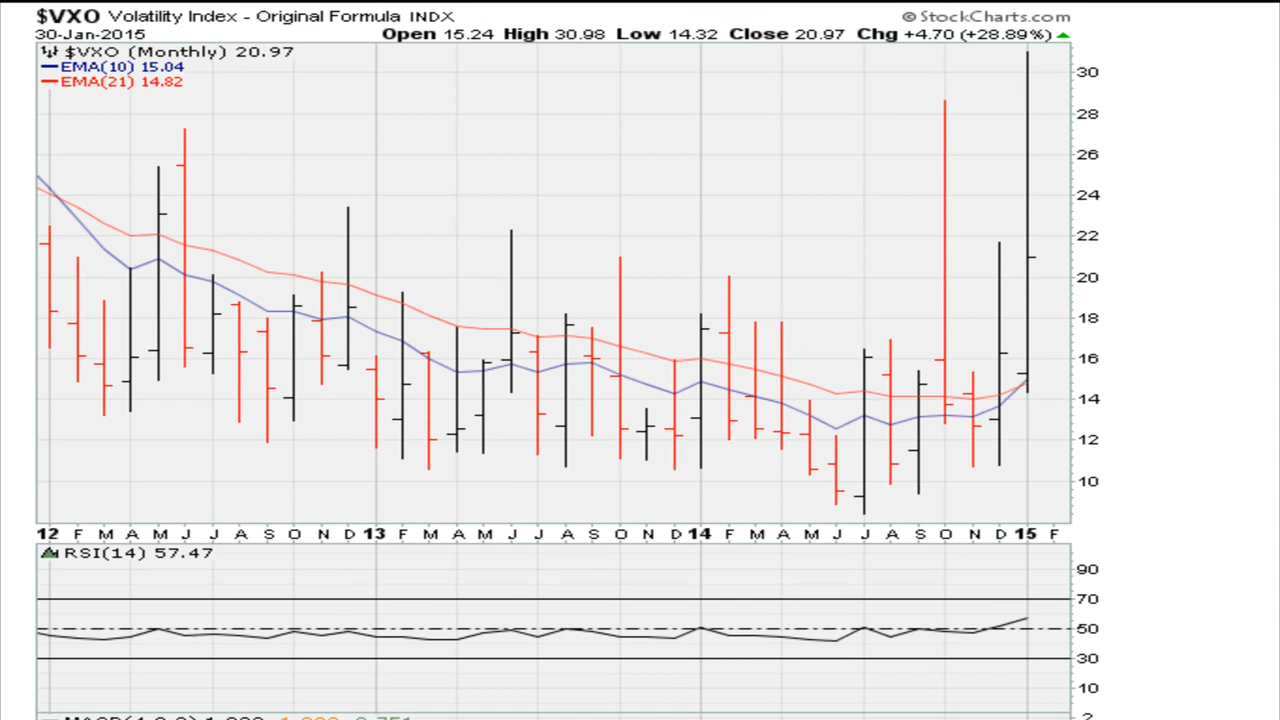 $VXO Volatility Index - Original Formula INDX © StockCharts.com
30-Jan-2015 Open 15.24 High 30.98 Low 14.32 Close 20.97 Chg +4.70 (+28.89%)
$VXO (Monthly) 20.97
EMA(10) 15.04
EMA(21) 14.82
30
28
26
24
22
20
18
16
14
12
10
12 F M A M J J A S O N D 13 F M A M J J A S O N D 14 F M A M J J A S O N D 15 F
RSI(14) 57.47
90
70
50
30
10